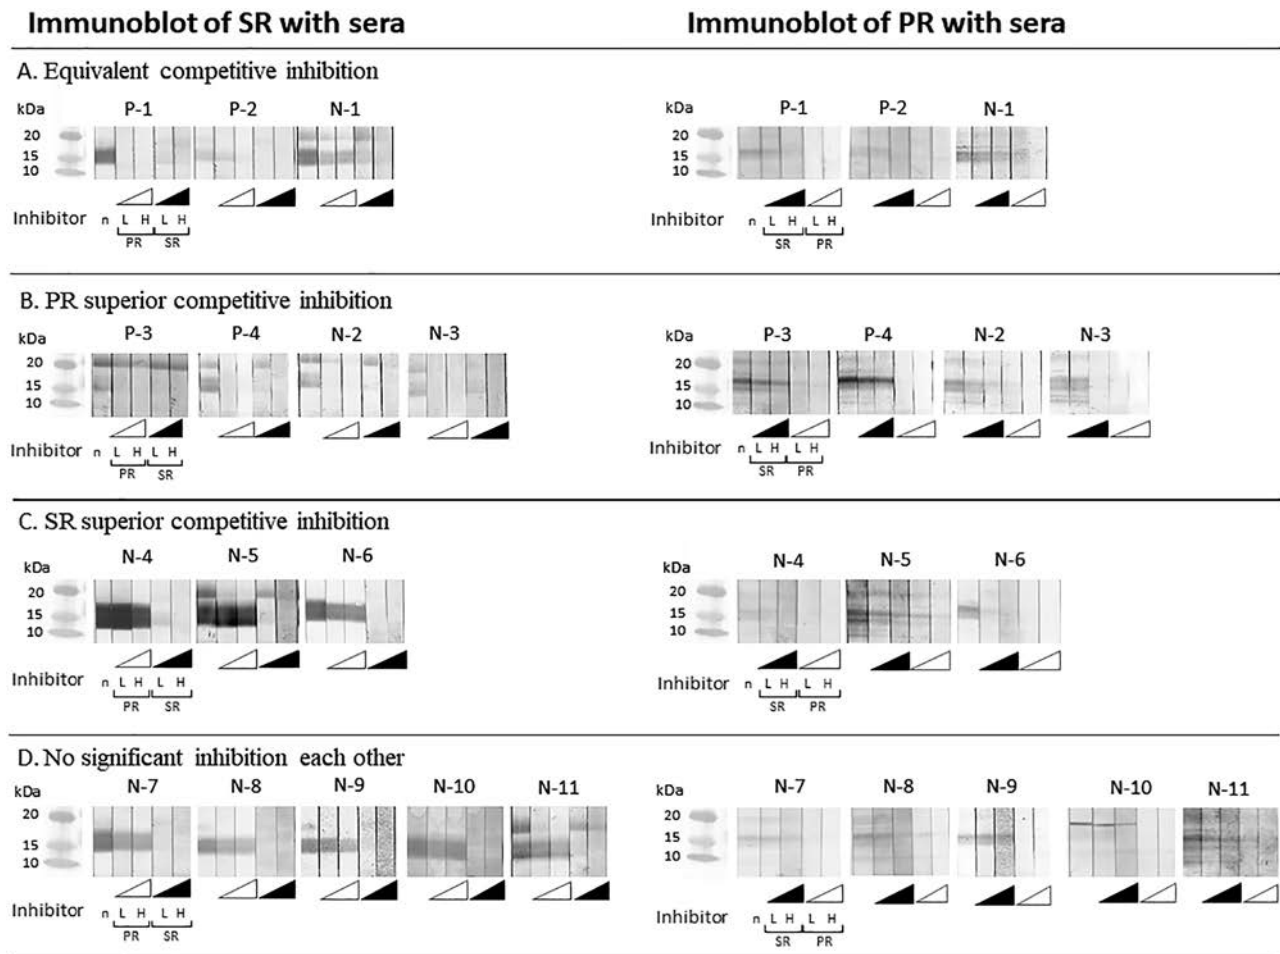 Immunoblot of SR with sera Immunoblot of PR with sera
A. Equivalent competitive inhibition
kDa P-1 P-2 N-1 kDa P-1 P-2 N-1
20 20
15 15
10 10
Inhibitor n L H L H Inhibitor n L H L H
PR SR SR PR
B. PR superior competitive inhibition
kDa P-3 P-4 N-2 N-3 kDa P-3 P-4 N-2 N-3
20 20
15 15
10 10
Inhibitor n L H L H Inhibitor n L H L H
PR SR SR PR
C. SR superior competitive inhibition
kDa N-4 N-5 N-6 kDa N-4 N-5 N-6
20 20
15 15
10 10
Inhibitor n L H L H Inhibitor n L H L H
PR SR SR PR
D. No significant inhibition each other
kDa N-7 N-8 N-9 N-10 N-11 kDa N-7 N-8 N-9 N-10 N-11
20 20
15 15
10 10
Inhibitor n L H L H Inhibitor n L H L H
PR SR SR PR